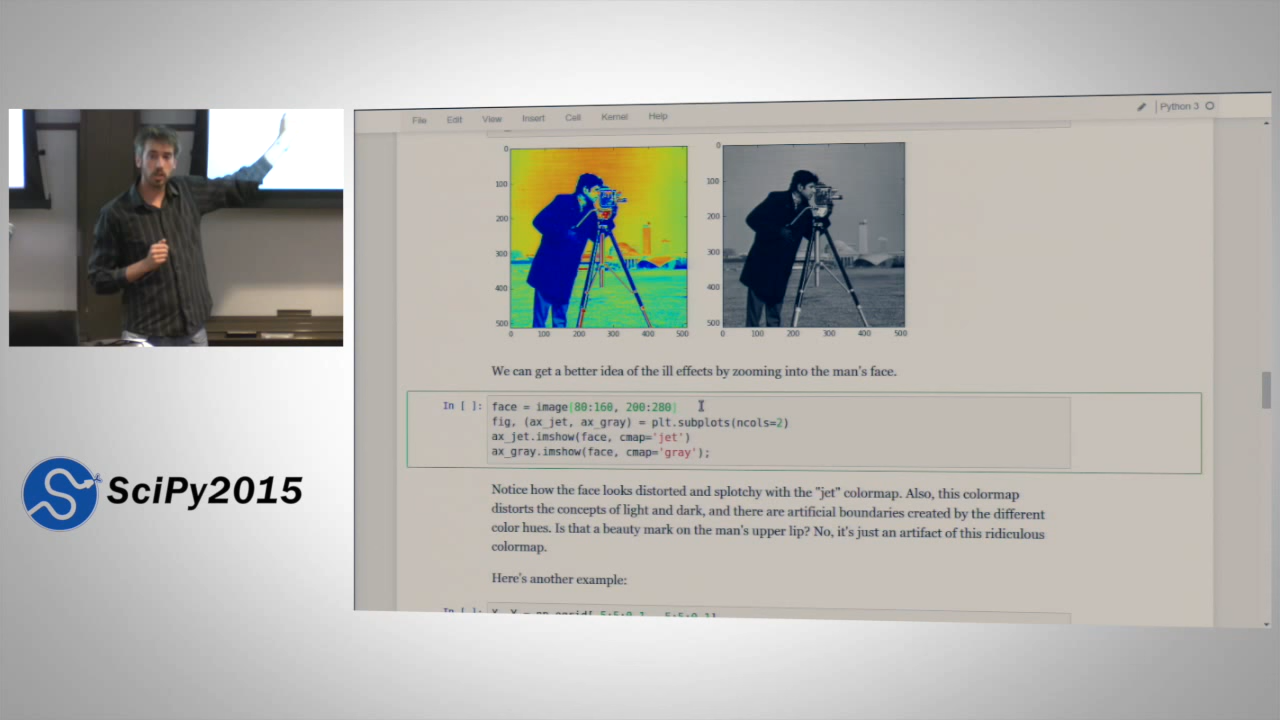 File Edit View Insert Cell Kernel Help Python 3
0 0
100 100
200 200
300 300
400 400
500 500
0 100 200 300 400 500 0 100 200 300 400 500
We can get a better idea of the ill effects by zooming into the man's face.
In [ ]: face = image[80:160, 200:280]
fig, (ax_jet, ax_gray) = plt.subplots(ncols=2)
ax_jet.imshow(face, cmap='jet')
ax_gray.imshow(face, cmap='gray');
Notice how the face looks distorted and splotchy with the "jet" colormap. Also, this colormap
distorts the concepts of light and dark, and there are artificial boundaries created by the different
color hues. Is that a beauty mark on the man's upper lip? No, it's just an artifact of this ridiculous
colormap.
Here's another example:
SciPy2015